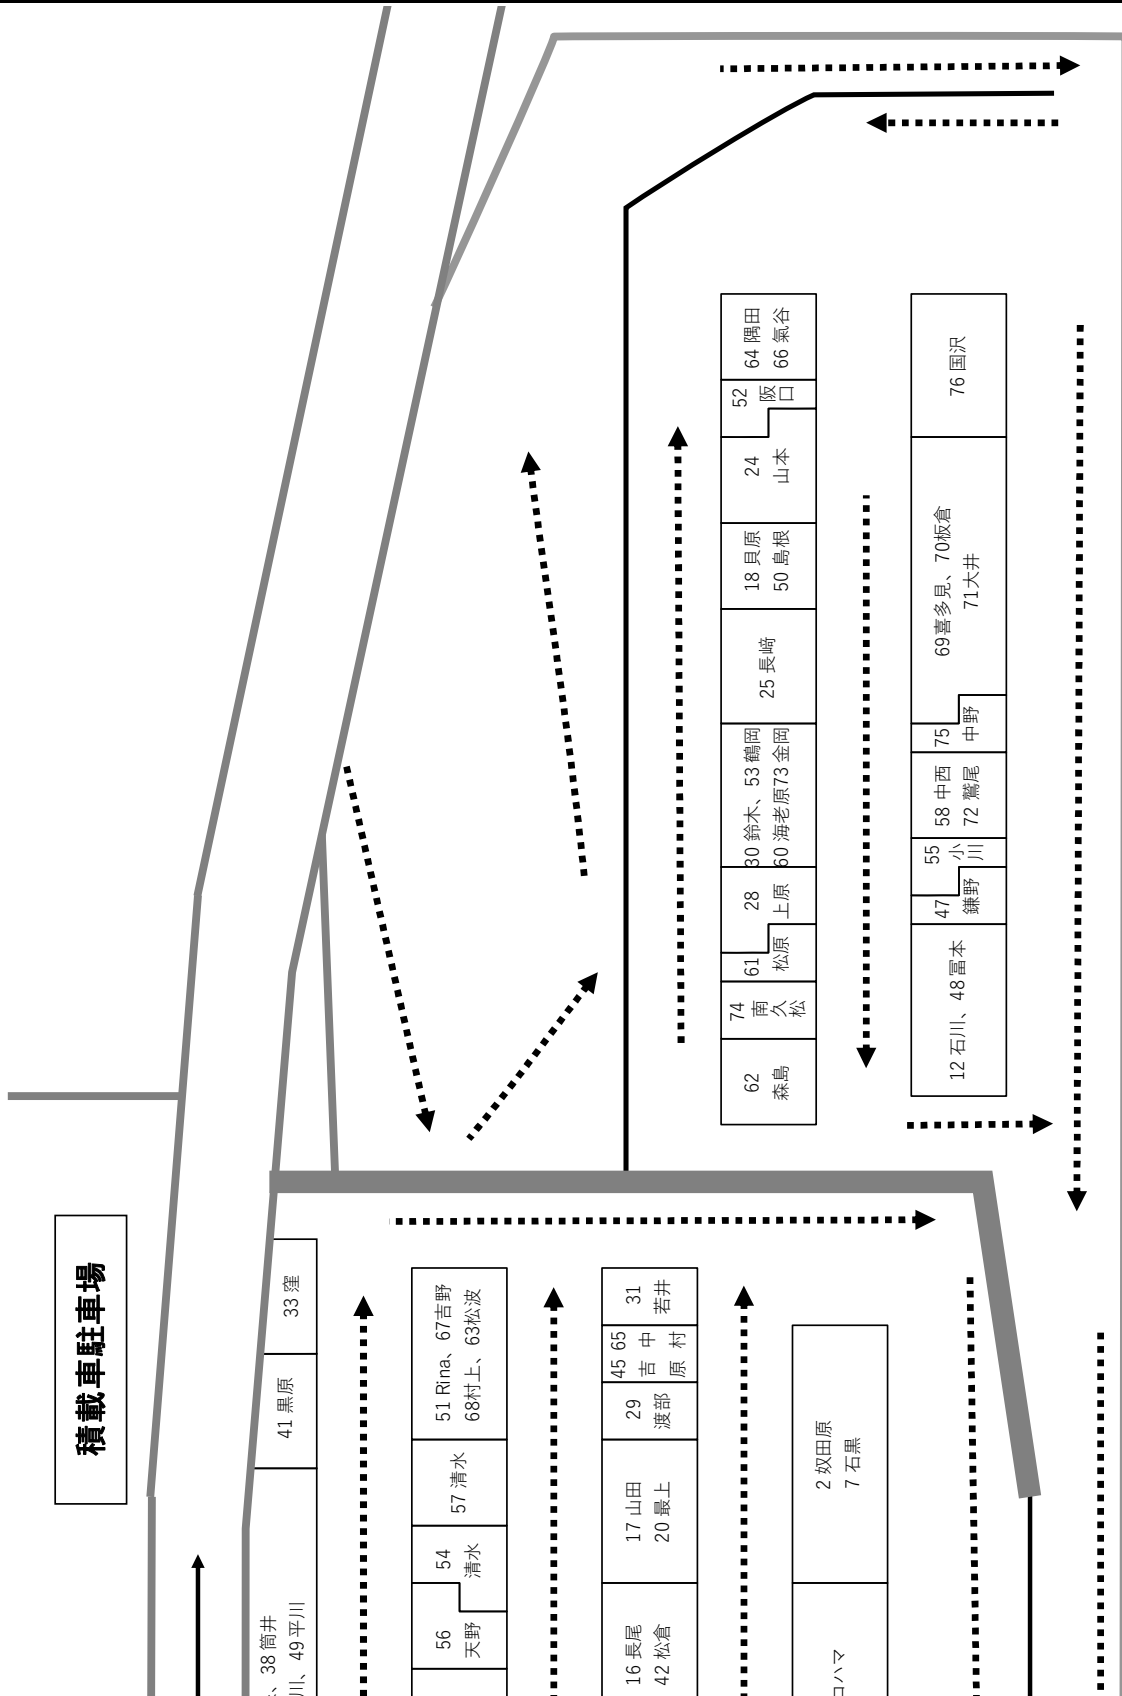 64 隅田
66 氣谷
52
阪
口
24
山本
18 貝原
50 島根
25 長﨑
30 鈴木、53 鶴岡
60 海老原73 金岡
28
上原
61
松原
74
南
久
松
62
森島
76 国沢
69喜多見、70板倉
71大井
75
中野
58 中西
72 鷲尾
55
小
川
47
鎌野
12 石川、48 冨本
積載車駐車場
33 窪
41 黒原
、38 筒井
川、49 平川
51 Rina、67吉野
68村上、63松波
57 清水
54
清水
56
天野
31
若井
45 65
吉 中
原 村
29
渡部
17 山田
20 最上
16 長尾
42 松倉
2 奴田原
7 石黒
コハマ